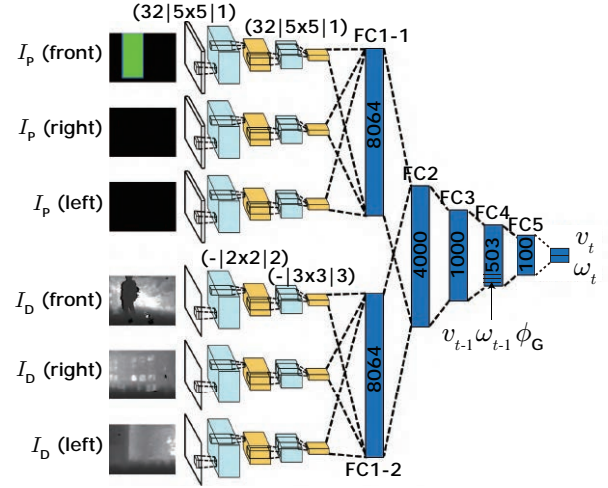 (32|5x5|1) (32|5x5|1)
I_P (front)
FC1-1
8064
I_P (right)
I_P (left)
FC2
4000
FC3
1000
FC4
503
FC5
100
v_t
ω_t
(-|2x2|2)
(-|3x3|3)
I_D (front)
v_{t-1} ω_{t-1} ϕ_G
8064
I_D (right)
I_D (left)
FC1-2